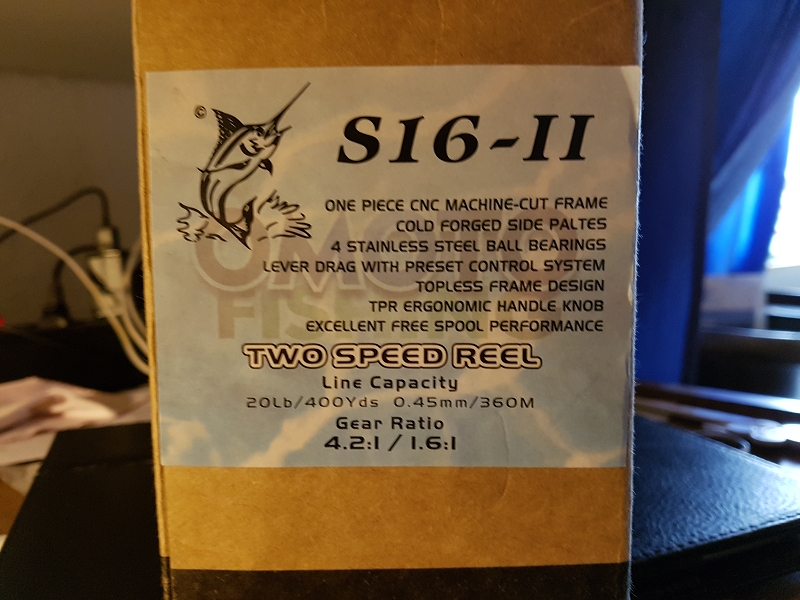 ©
S16-II
ONE PIECE CNC MACHINE-CUT FRAME
COLD FORGED SIDE PALTES
4 STAINLESS STEEL BALL BEARINGS
LEVER DRAG WITH PRESET CONTROL SYSTEM
TOPLESS FRAME DESIGN
TPR ERGONOMIC HANDLE KNOB
EXCELLENT FREE SPOOL PERFORMANCE
TWO SPEED REEL
Line Capacity
20Lb/400Yds 0.45mm/360M
Gear Ratio
4.2:1 / 1.6:1